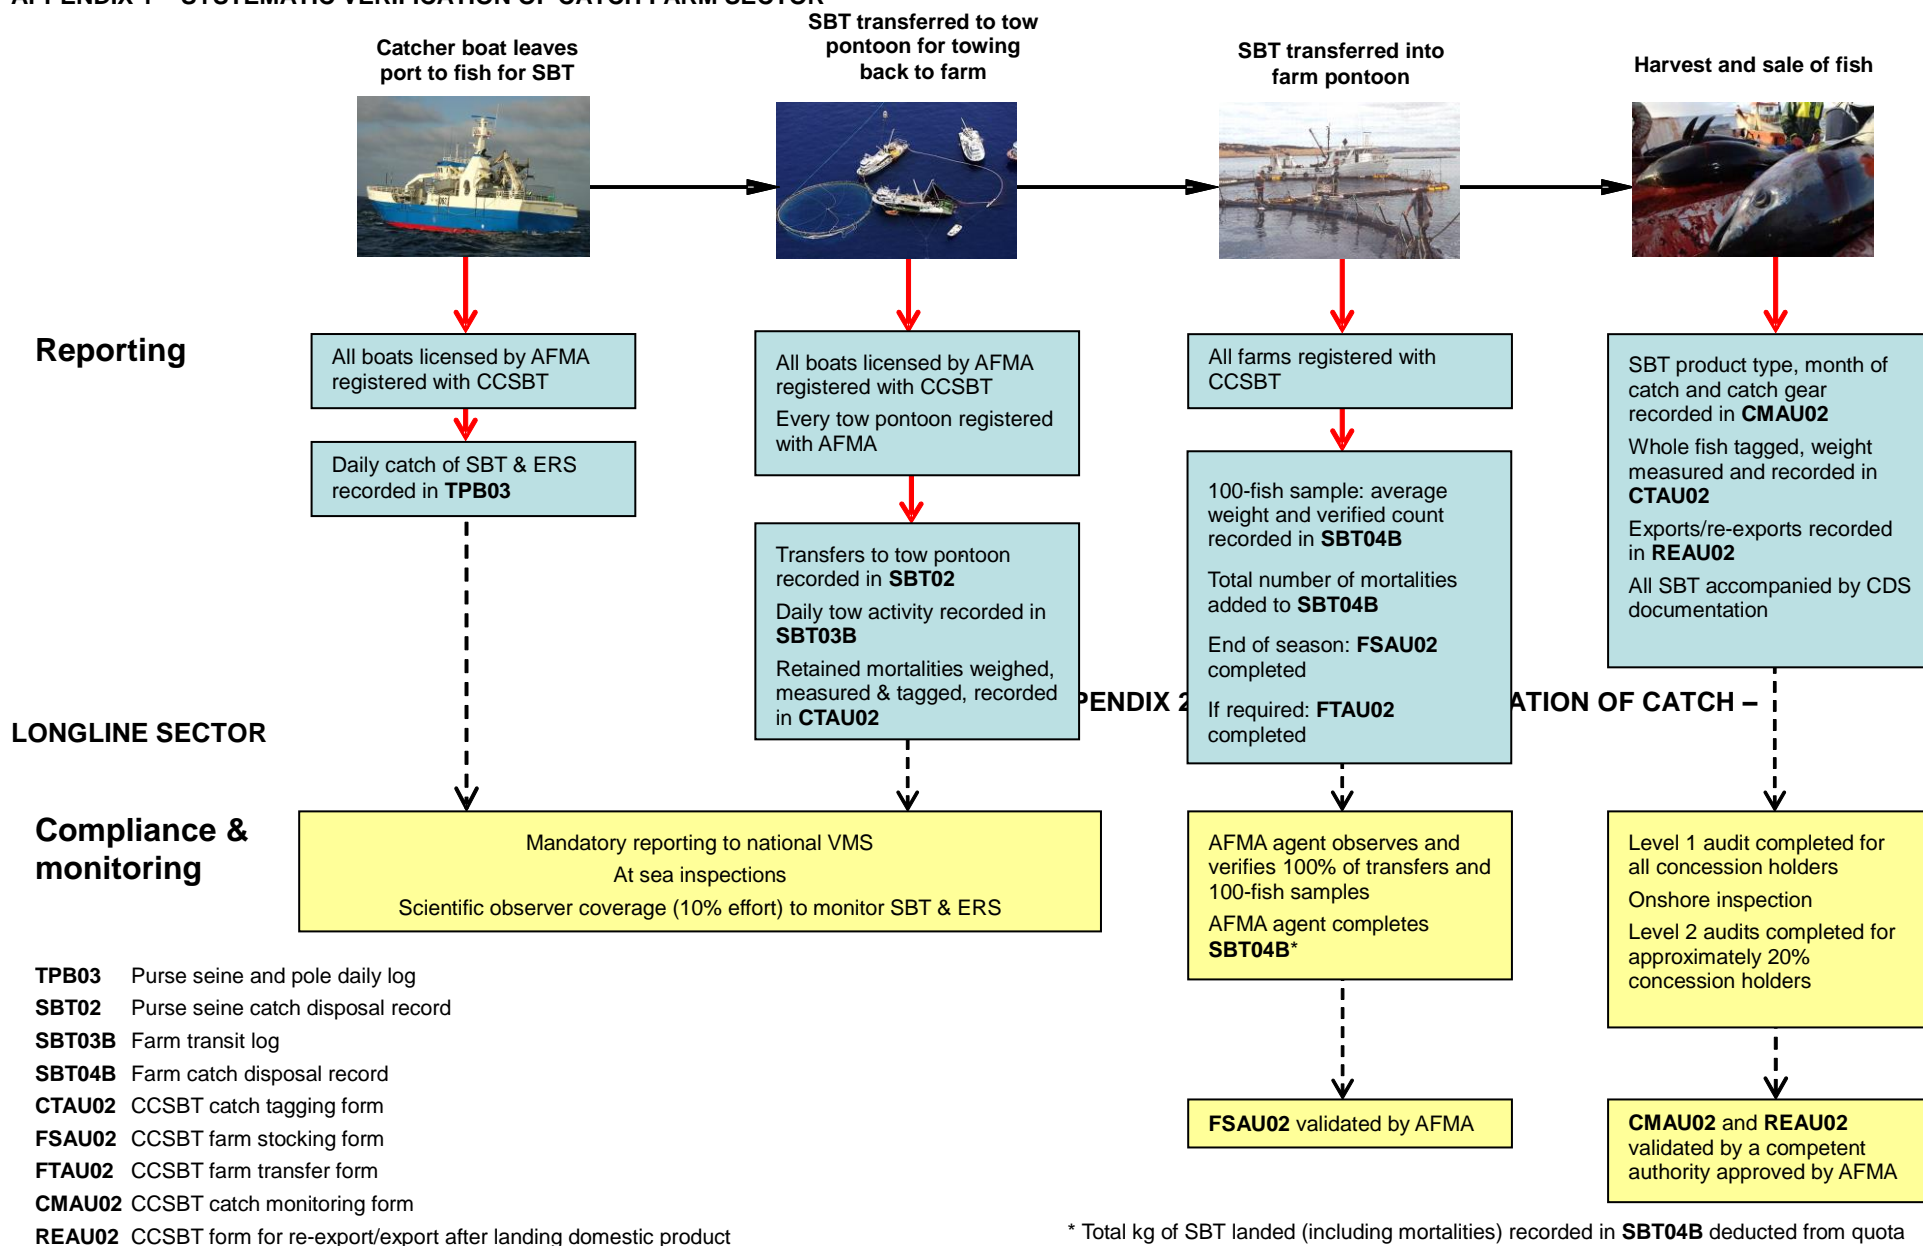 APPENDIX 1 – SYSTEMATIC VERIFICATION OF CATCH FARM SECTOR
Catcher boat leaves
port to fish for SBT
SBT transferred to tow
pontoon for towing
back to farm
SBT transferred into
farm pontoon
Harvest and sale of fish
Reporting
All boats licensed by AFMA
registered with CCSBT
Daily catch of SBT & ERS
recorded in TPB03
All boats licensed by AFMA
registered with CCSBT
Every tow pontoon registered
with AFMA
Transfers to tow pontoon
recorded in SBT02
Daily tow activity recorded in
SBT03B
Retained mortalities weighed,
measured & tagged, recorded
in CTAU02
All farms registered with
CCSBT
100-fish sample: average
weight and verified count
recorded in SBT04B
Total number of mortalities
added to SBT04B
End of season: FSAU02
completed
If required: FTAU02
completed
SBT product type, month of
catch and catch gear
recorded in CMAU02
Whole fish tagged, weight
measured and recorded in
CTAU02
Exports/re-exports recorded
in REAU02
All SBT accompanied by CDS
documentation
PENDIX 2 ATION OF CATCH –
LONGLINE SECTOR
Compliance &
monitoring
Mandatory reporting to national VMS
At sea inspections
Scientific observer coverage (10% effort) to monitor SBT & ERS
AFMA agent observes and
verifies 100% of transfers and
100-fish samples
AFMA agent completes
SBT04B*
FSAU02 validated by AFMA
Level 1 audit completed for
all concession holders
Onshore inspection
Level 2 audits completed for
approximately 20%
concession holders
CMAU02 and REAU02
validated by a competent
authority approved by AFMA
TPB03 Purse seine and pole daily log
SBT02 Purse seine catch disposal record
SBT03B Farm transit log
SBT04B Farm catch disposal record
CTAU02 CCSBT catch tagging form
FSAU02 CCSBT farm stocking form
FTAU02 CCSBT farm transfer form
CMAU02 CCSBT catch monitoring form
REAU02 CCSBT form for re-export/export after landing domestic product
* Total kg of SBT landed (including mortalities) recorded in SBT04B deducted from quota